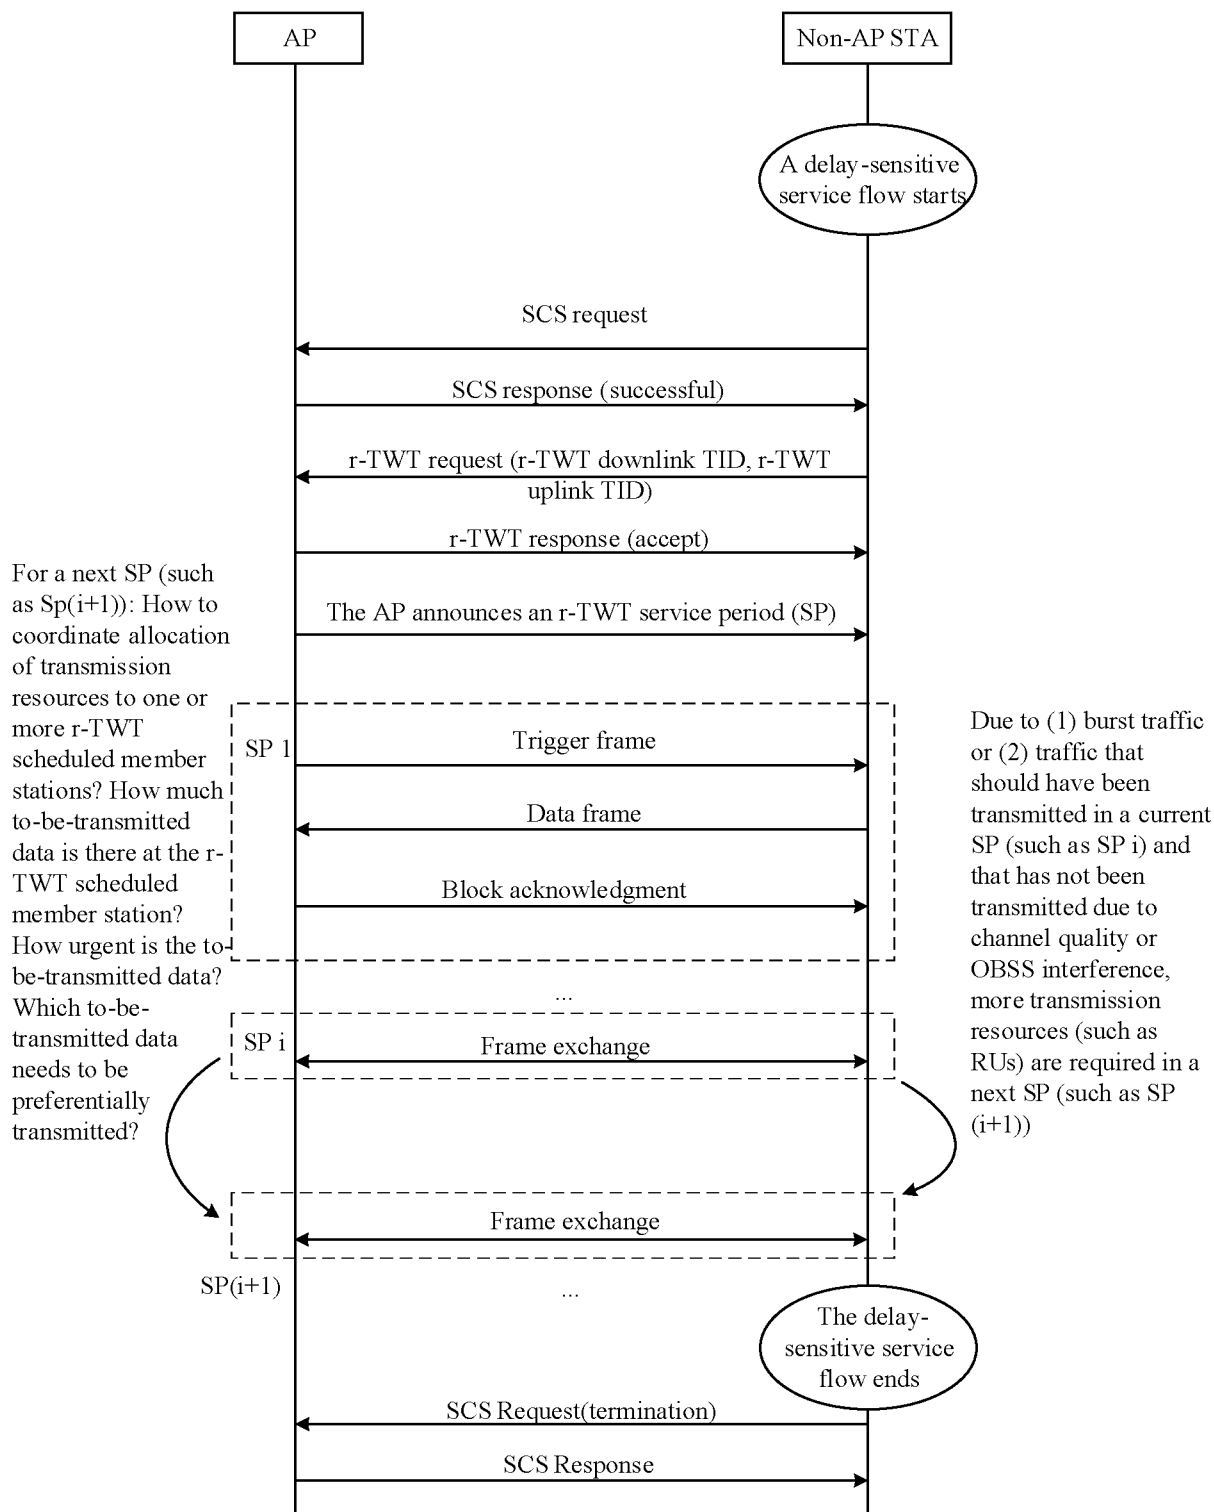 AP
Non-AP STA
A delay-sensitive
service flow starts
SCS request
SCS response (successful)
r-TWT request (r-TWT downlink TID, r-TWT
uplink TID)
r-TWT response (accept)
The AP announces an r-TWT service period (SP)
For a next SP (such
as Sp(i+1)): How to
coordinate allocation
of transmission
resources to one or
more r-TWT
scheduled member
stations? How much
to-be-transmitted
data is there at the r-
TWT scheduled
member station?
How urgent is the to-
be-transmitted data?
Which to-be-
transmitted data
needs to be
preferentially
transmitted?
SP 1
Trigger frame
Data frame
Block acknowledgment
...
SP i
Frame exchange
Due to (1) burst traffic
or (2) traffic that
should have been
transmitted in a current
SP (such as SP i) and
that has not been
transmitted due to
channel quality or
OBSS interference,
more transmission
resources (such as
RUs) are required in a
next SP (such as SP
(i+1))
Frame exchange
SP(i+1)
...
The delay-
sensitive service
flow ends
SCS Request(termination)
SCS Response